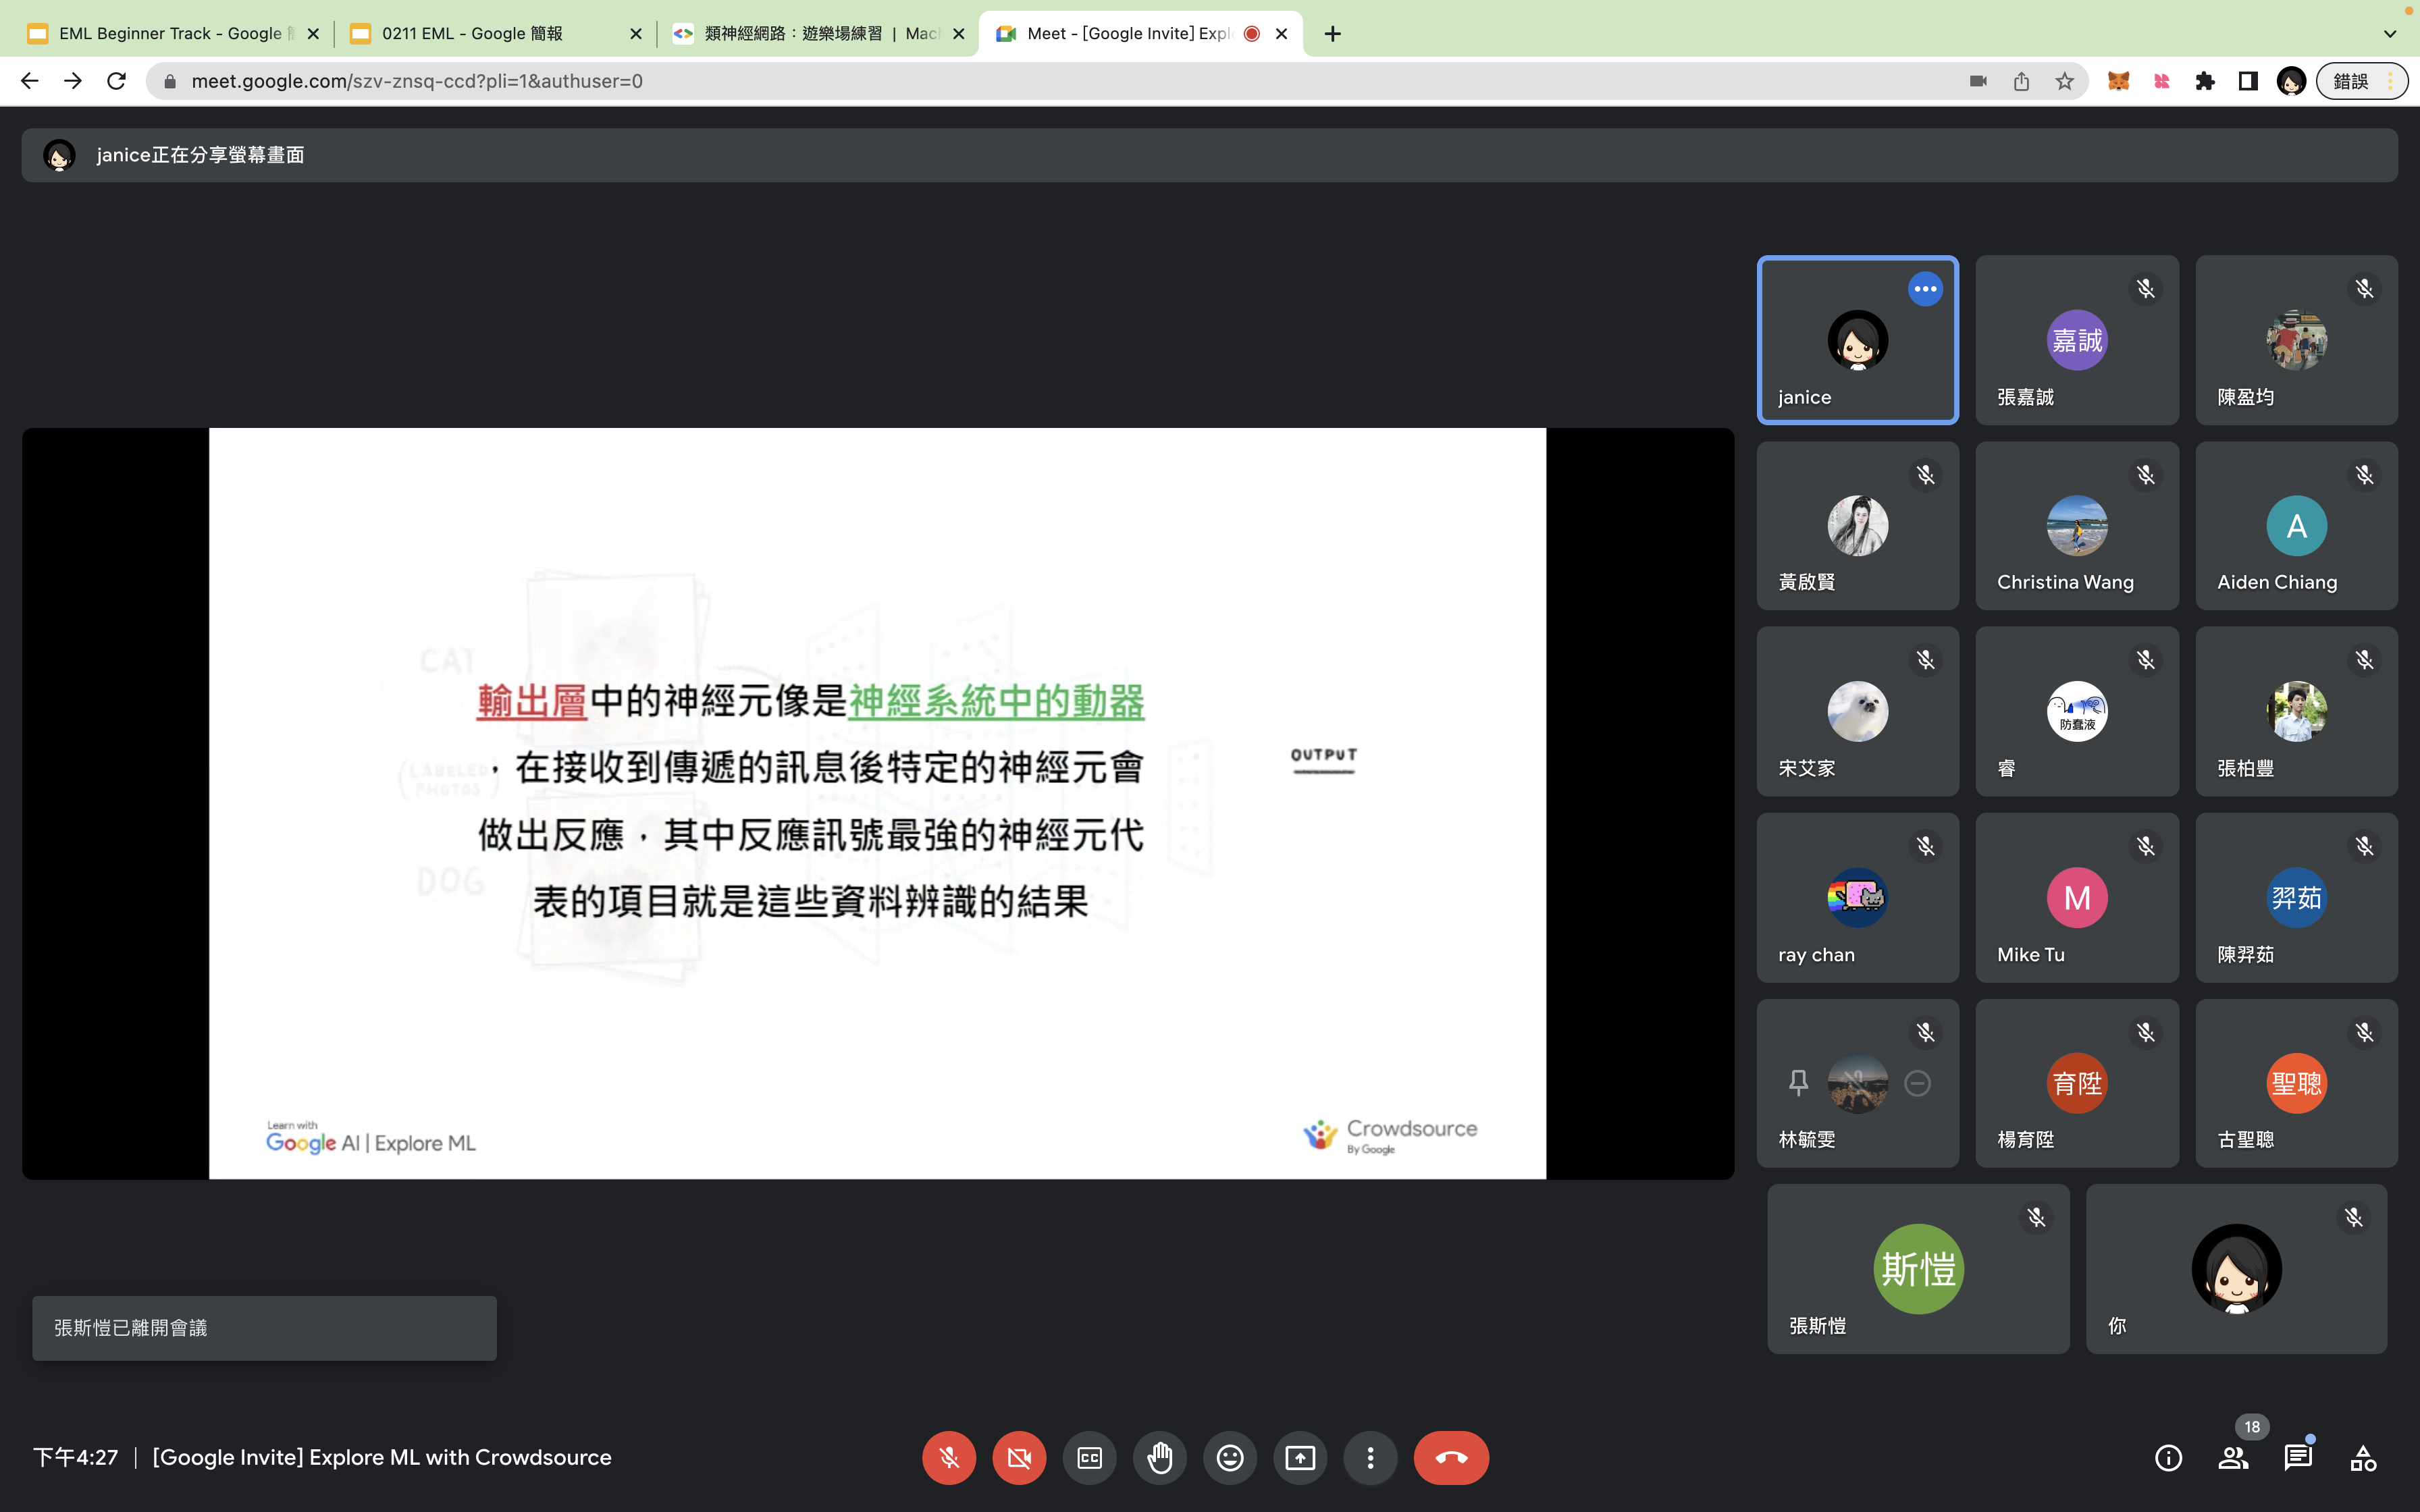 EML Beginner Track - Google 簡
0211 EML - Google 簡報
類神經網路：遊樂場練習 | Mac
Meet - [Google Invite] Expl
meet.google.com/szv-znsq-ccd?pli=1&authuser=0
錯誤
janice正在分享螢幕畫面
CAT
(LABELED PHOTOS)
DOG
輸出層中的神經元像是神經系統中的動器
，在接收到傳遞的訊息後特定的神經元會
做出反應，其中反應訊號最強的神經元代
表的項目就是這些資料辨識的結果
OUTPUT
Learn with
Google AI | Explore ML
Crowdsource
By Google
janice
嘉誠
張嘉誠
陳盈均
黃啟賢
Christina Wang
A
Aiden Chiang
宋艾家
防蠢液
睿
張柏豐
ray chan
M
Mike Tu
羿茹
陳羿茹
林毓雯
育陞
楊育陞
聖聰
古聖聰
斯愷
張斯愷
你
張斯愷已離開會議
下午4:27 | [Google Invite] Explore ML with Crowdsource
CC
18